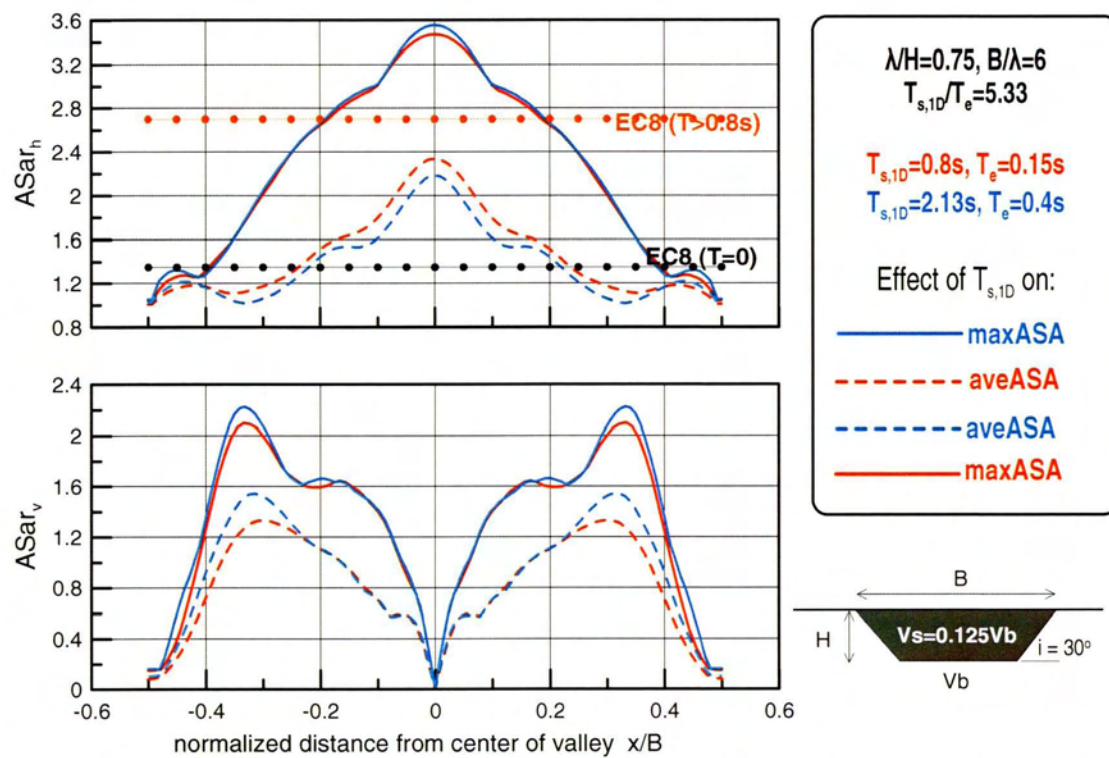 3.6
3.2
2.8
2.4
2
1.6
1.2
0.8
ASar_h
EC8 (T>0.8s)
EC8 (T=0)
2.4
2
1.6
1.2
0.8
0.4
0
ASar_v
-0.6 -0.4 -0.2 0 0.2 0.4 0.6
normalized distance from center of valley x/B
λ/H=0.75, B/λ=6
T_s,1D/T_e=5.33
T_s,1D=0.8s, T_e=0.15s
T_s,1D=2.13s, T_e=0.4s
Effect of T_s,1D on:
maxASA
aveASA
aveASA
maxASA
B
H
Vs=0.125Vb
i = 30°
Vb